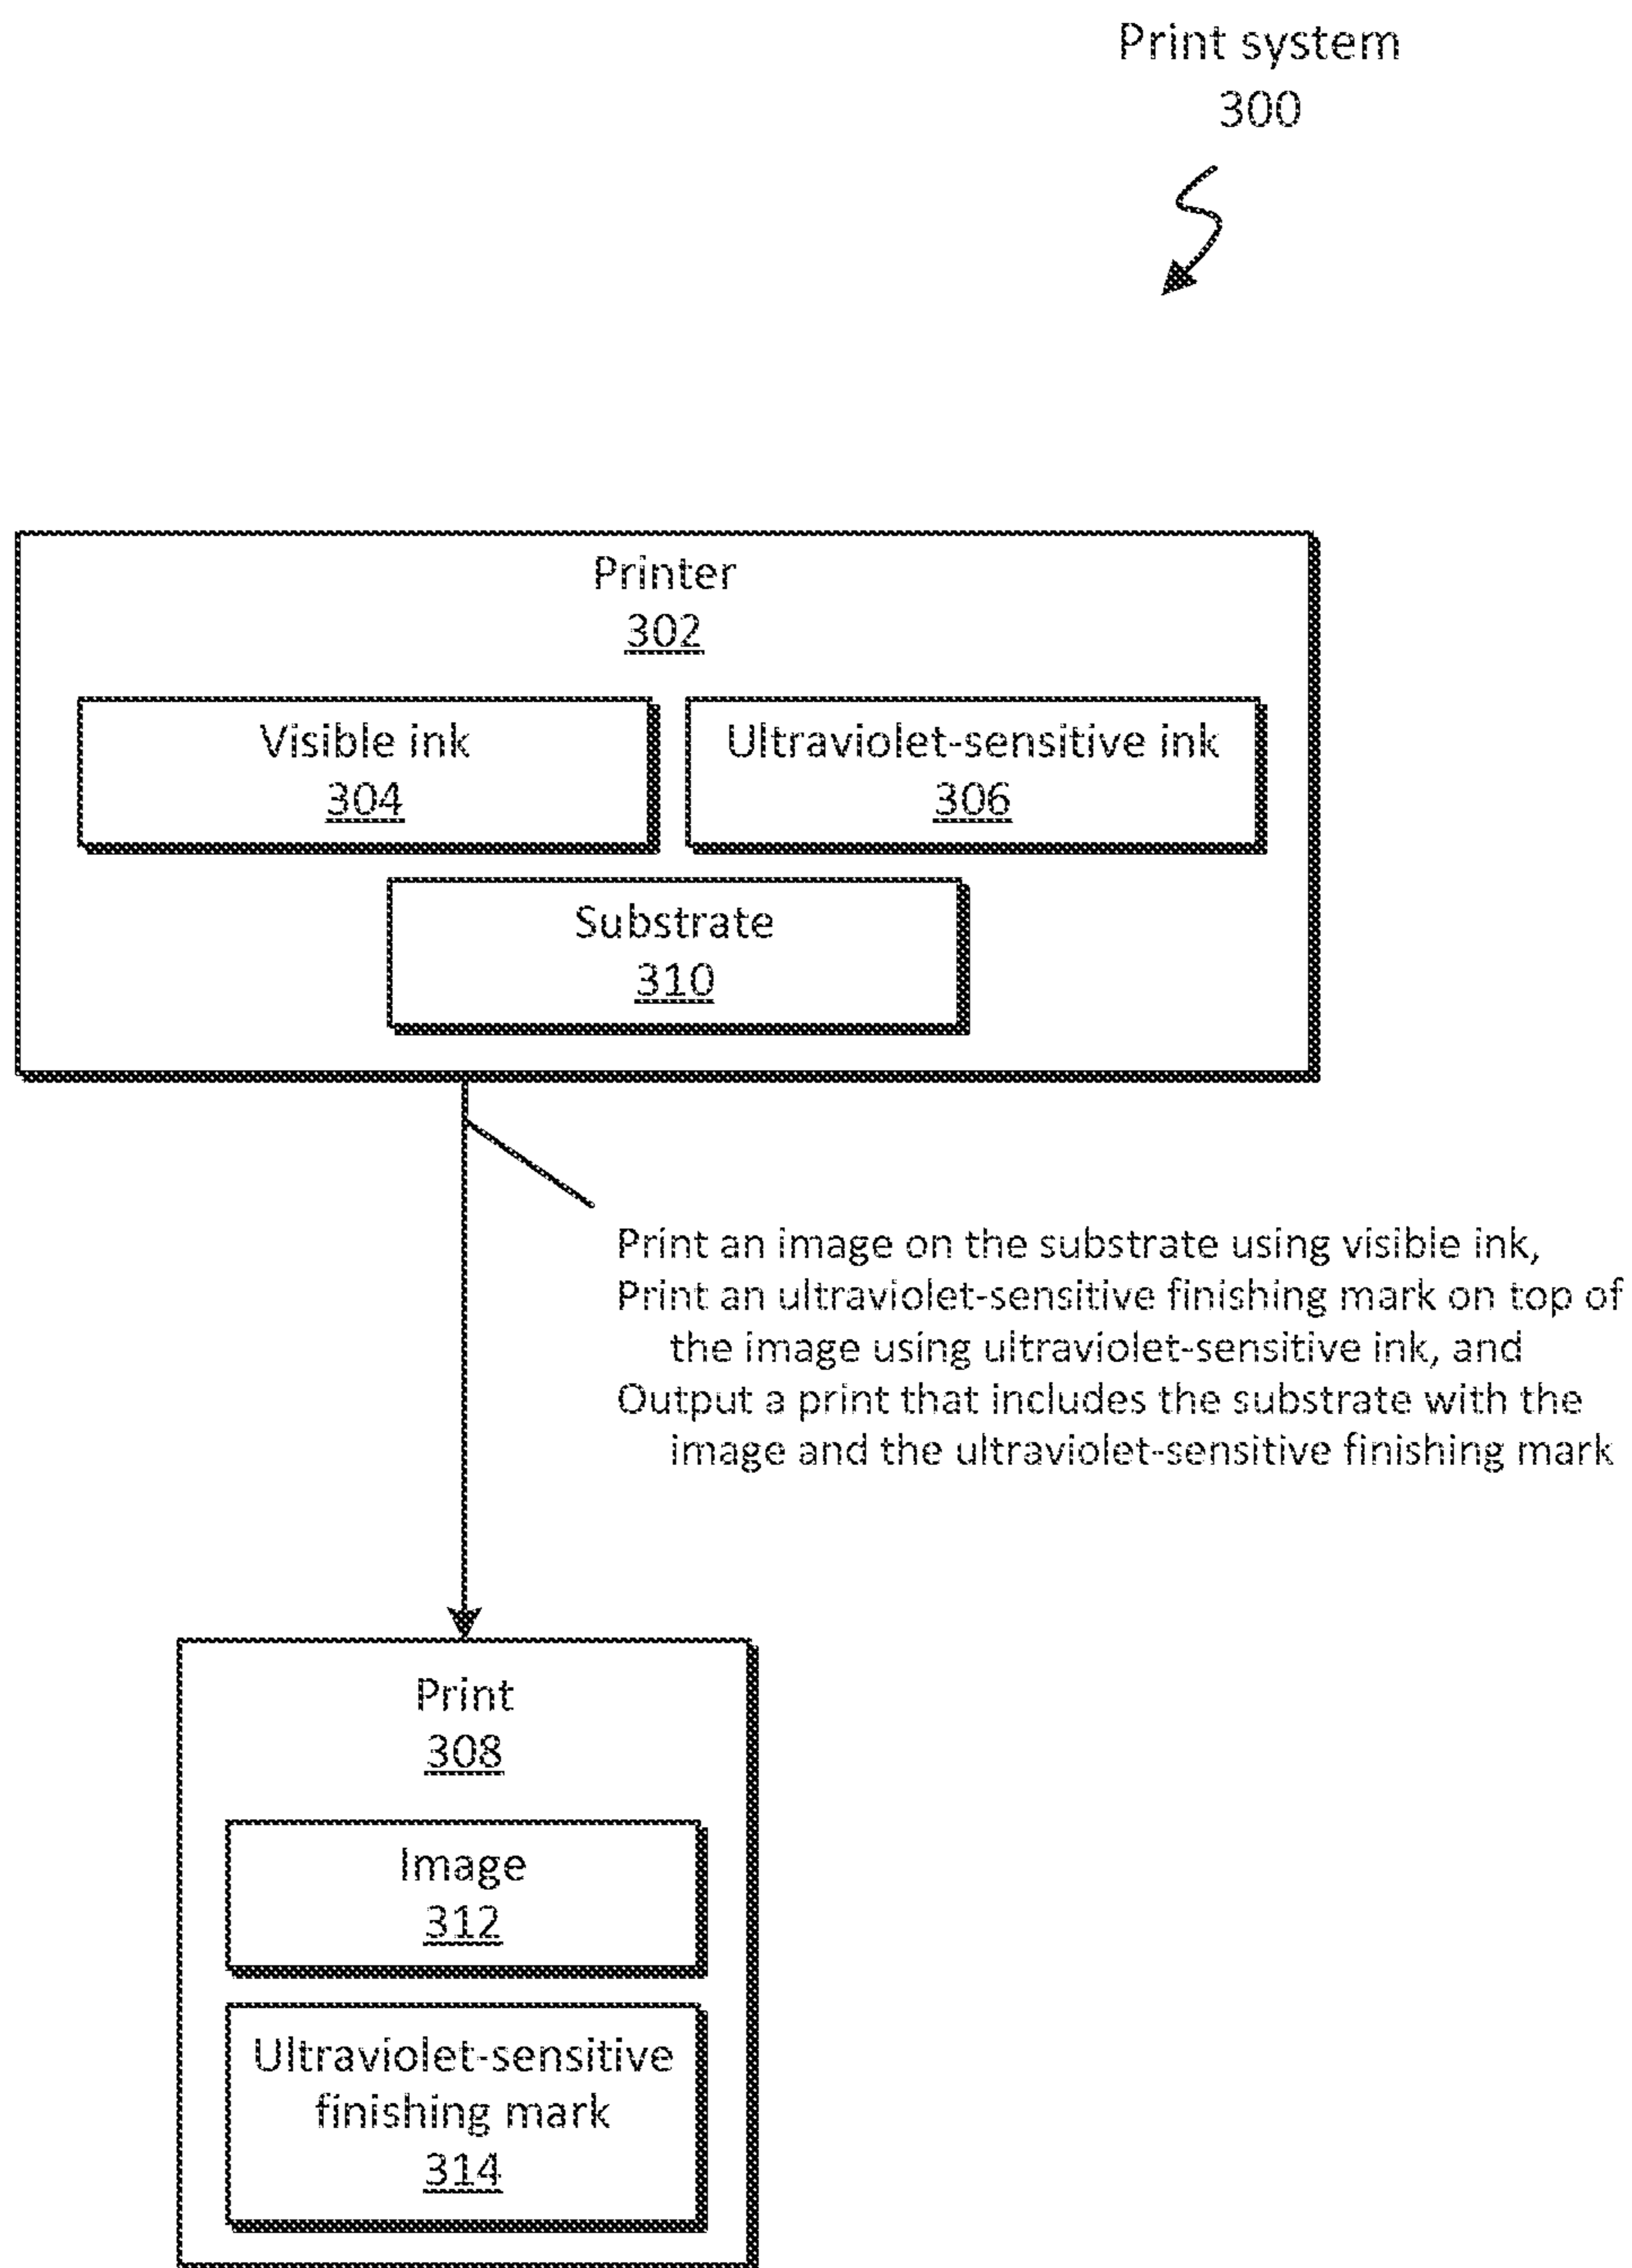 Print system
300
Printer
302
Visible ink
304
Ultraviolet-sensitive ink
306
Substrate
310
Print an image on the substrate using visible ink,
Print an ultraviolet-sensitive finishing mark on top of
the image using ultraviolet-sensitive ink, and
Output a print that includes the substrate with the
image and the ultraviolet-sensitive finishing mark
Print
308
Image
312
Ultraviolet-sensitive
finishing mark
314